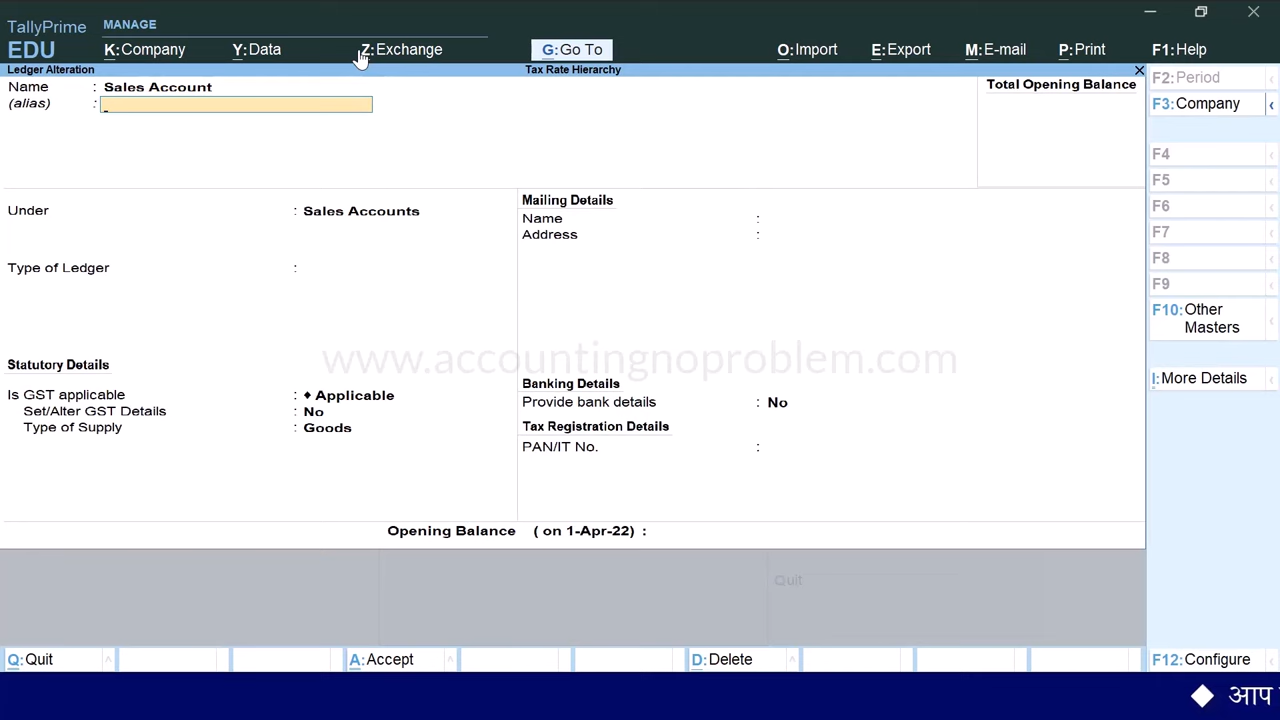 TallyPrime
EDU
MANAGE
K:Company Y:Data Z:Exchange G:Go To O:Import E:Export M:E-mail P:Print F1:Help
Ledger Alteration Tax Rate Hierarchy
Name : Sales Account
(alias) :
Total Opening Balance
Under : Sales Accounts
Type of Ledger :
Statutory Details
Is GST applicable : ♦ Applicable
Set/Alter GST Details : No
Type of Supply : Goods
Mailing Details
Name :
Address :
Banking Details
Provide bank details : No
Tax Registration Details
PAN/IT No. :
Opening Balance ( on 1-Apr-22) :
www.accountingnoproblem.com
Quit
F2:Period
F3:Company
F4
F5
F6
F7
F8
F9
F10:Other
Masters
I:More Details
Q:Quit A:Accept D:Delete F12:Configure
◆ आप